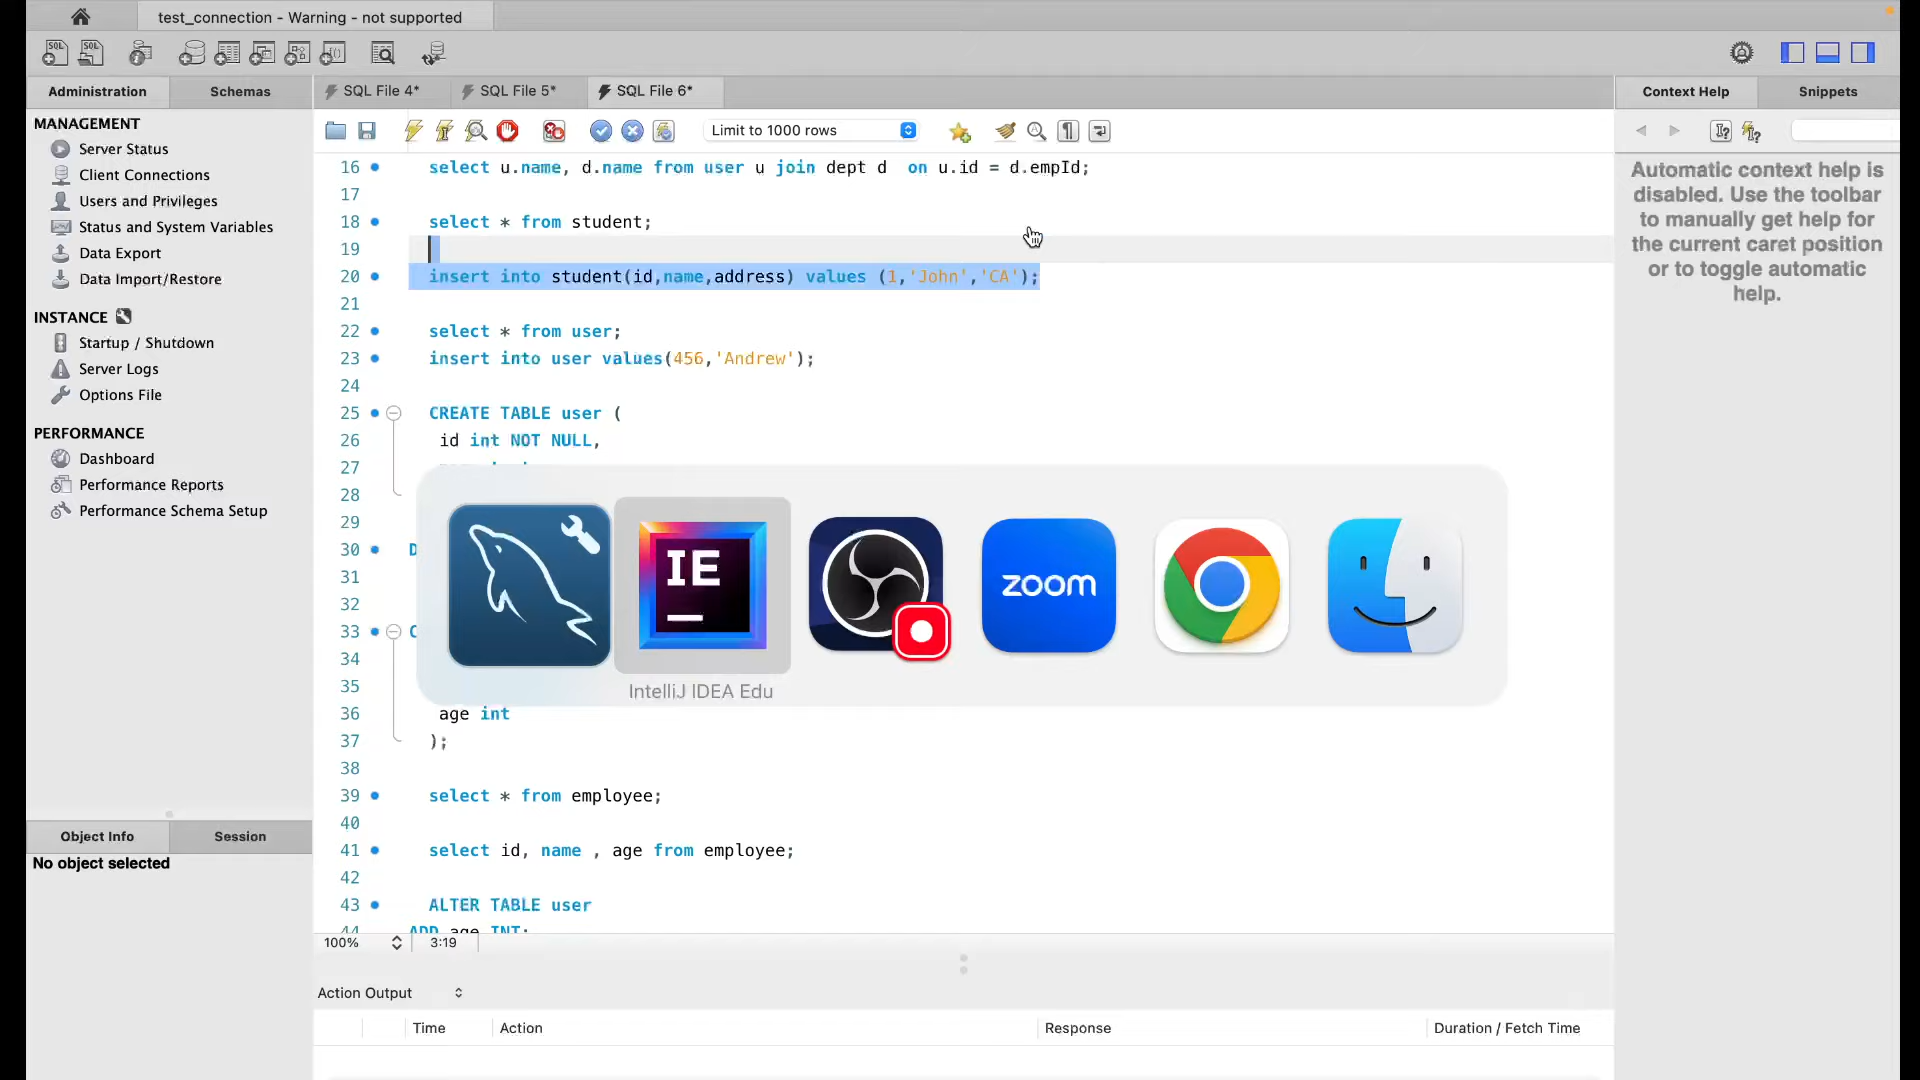 test_connection - Warning - not supported
Administration
Schemas
SQL File 4*
SQL File 5*
SQL File 6*
Context Help
Snippets
Limit to 1000 rows
MANAGEMENT
Server Status
Client Connections
Users and Privileges
Status and System Variables
Data Export
Data Import/Restore
INSTANCE
Startup / Shutdown
Server Logs
Options File
PERFORMANCE
Dashboard
Performance Reports
Performance Schema Setup
Object Info
Session
No object selected
16 select u.name, d.name from user u join dept d on u.id = d.empId;
17
18 select * from student;
19
20 insert into student(id,name,address) values (1,'John','CA');
21
22 select * from user;
23 insert into user values(456,'Andrew');
24
25 CREATE TABLE user (
26 id int NOT NULL,
27
28
29
30 D
31
32
33 C
34
35
36 age int
37 );
38
39 select * from employee;
40
41 select id, name , age from employee;
42
43 ALTER TABLE user
44 ADD age INT;
IE
zoom
IntelliJ IDEA Edu
100%
3:19
Action Output
Time
Action
Response
Duration / Fetch Time
Automatic context help is
disabled. Use the toolbar
to manually get help for
the current caret position
or to toggle automatic
help.